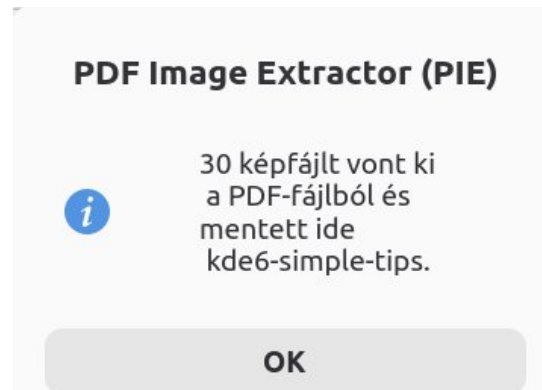 PDF Image Extractor (PIE)
30 képfájlt vont ki
a PDF-fájlból és
mentett ide
kde6-simple-tips.
OK